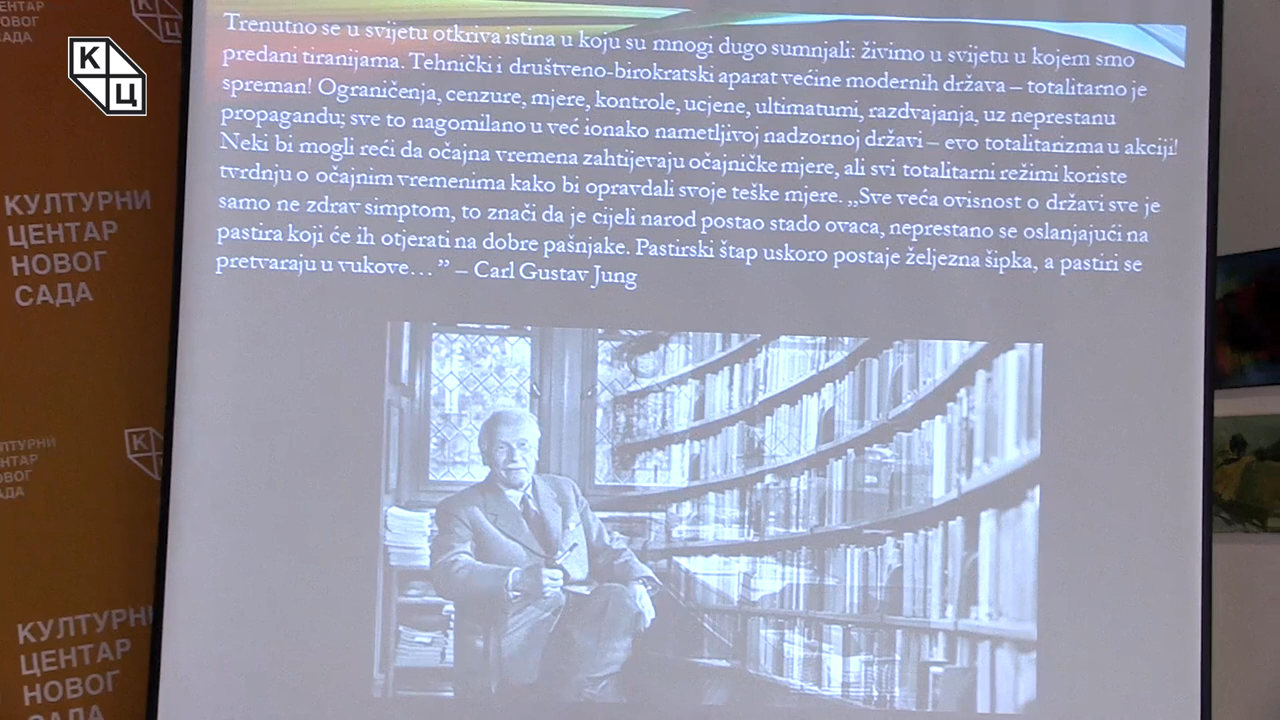 Trenutno se u svijetu otkriva istina u koju su mnogi dugo sumnjali: živimo u svijetu u kojem smo
predani tiranijama. Tehnički i društveno-birokratski aparat većine modernih država – totalitarno je
spreman! Ograničenja, cenzure, mjere, kontrole, ucjene, ultimatumi, razdvajanja, uz neprestanu
propagandu; sve to nagomilano u već ionako nametljivoj nadzornoj državi – evo totalitarizma u akciji!
Neki bi mogli reći da očajna vremena zahtijevaju očajničke mjere, ali svi totalitarni režimi koriste
tvrdnju o očajnim vremenima kako bi opravdali svoje teške mjere. „Sve veća ovisnost o državi sve je
samo ne zdrav simptom, to znači da je cijeli narod postao stado ovaca, neprestano se oslanjajući na
pastira koji će ih otjerati na dobre pašnjake. Pastirski štap uskoro postaje željezna šipka, a pastiri se
pretvaraju u vukove…” – Carl Gustav Jung
К
Ц
ЕНТАР
НОВОГ
САДА
К
КУЛТУРНИ
ЦЕНТАР
НОВОГ
САДА
ЛТУРНИ
НТАР
ОВОГ
АДА
К
КУЛТУРНИ
ЦЕНТАР
НОВОГ
САДА